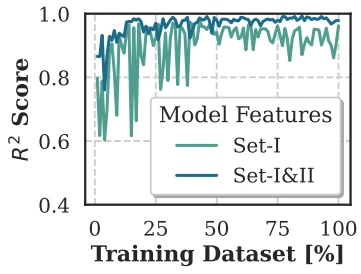 R² Score
1.0
0.8
0.6
0.4
Model Features
Set-I
Set-I&II
0 25 50 75 100
Training Dataset [%]